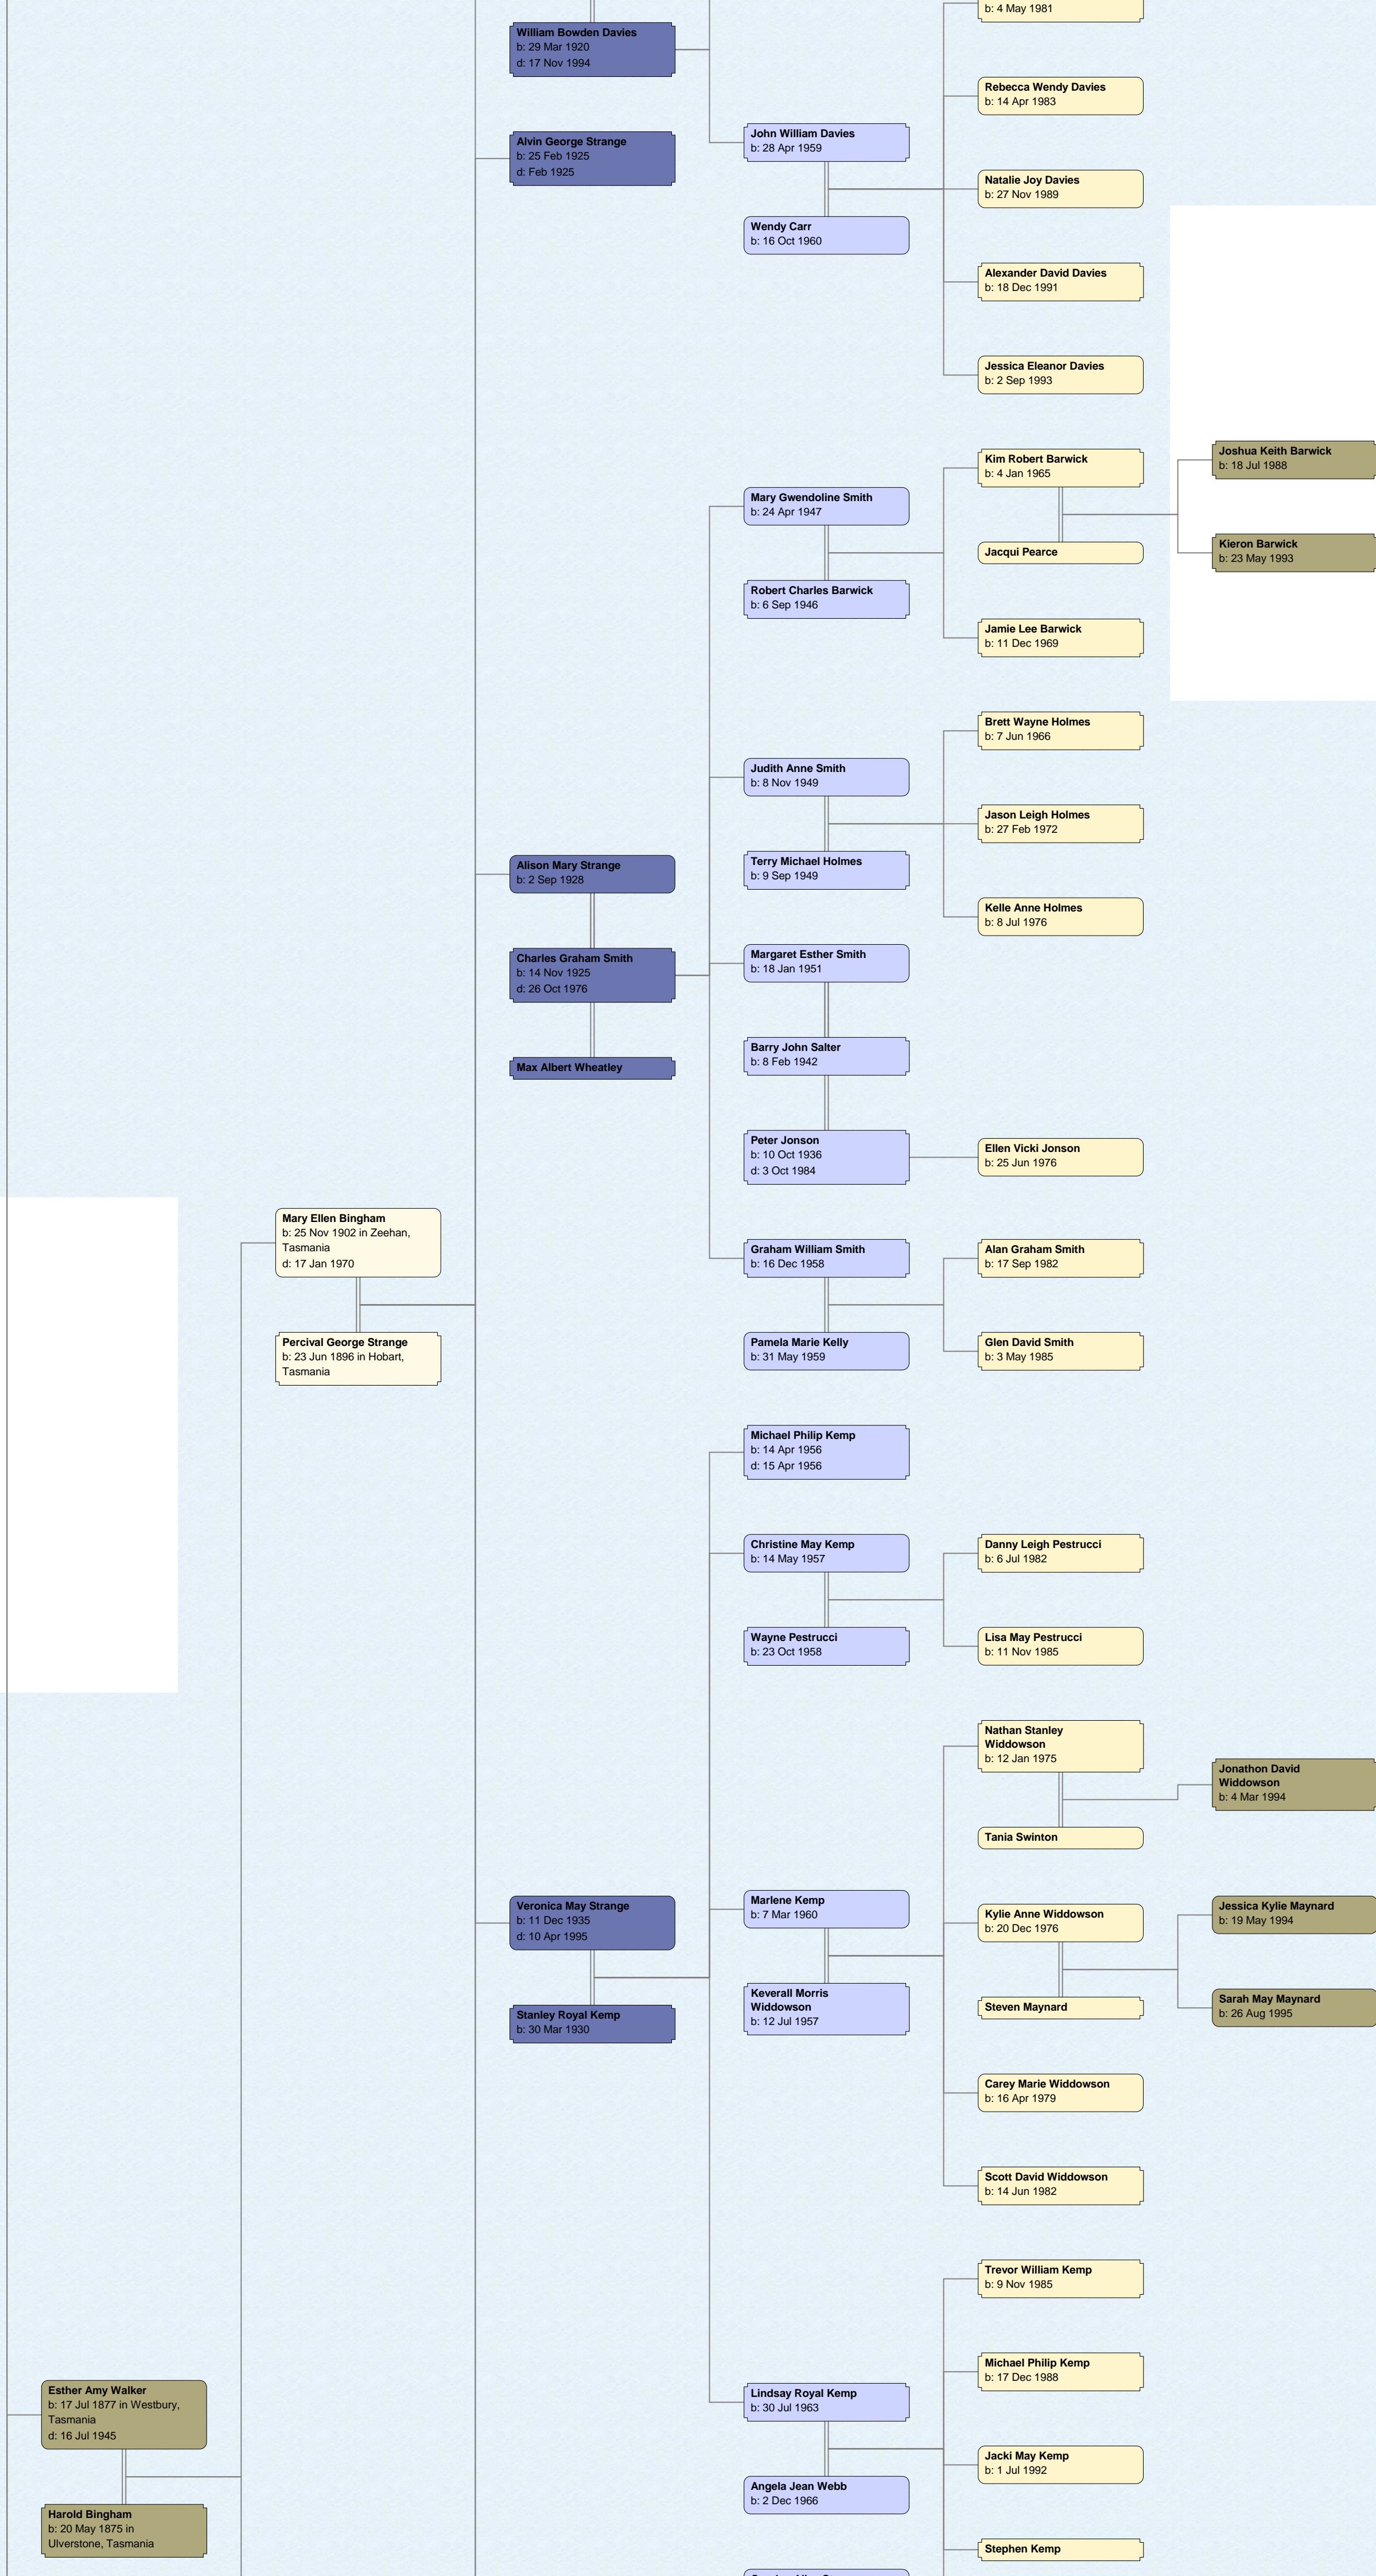 b: 4 May 1981
William Bowden Davies
b: 29 Mar 1920
d: 17 Nov 1994
Rebecca Wendy Davies
b: 14 Apr 1983
Alvin George Strange
b: 25 Feb 1925
d: Feb 1925
John William Davies
b: 28 Apr 1959
Natalie Joy Davies
b: 27 Nov 1989
Wendy Carr
b: 16 Oct 1960
Alexander David Davies
b: 18 Dec 1991
Jessica Eleanor Davies
b: 2 Sep 1993
Kim Robert Barwick
b: 4 Jan 1965
Joshua Keith Barwick
b: 18 Jul 1988
Mary Gwendoline Smith
b: 24 Apr 1947
Jacqui Pearce
Kieron Barwick
b: 23 May 1993
Robert Charles Barwick
b: 6 Sep 1946
Jamie Lee Barwick
b: 11 Dec 1969
Brett Wayne Holmes
b: 7 Jun 1966
Judith Anne Smith
b: 8 Nov 1949
Jason Leigh Holmes
b: 27 Feb 1972
Alison Mary Strange
b: 2 Sep 1928
Terry Michael Holmes
b: 9 Sep 1949
Kelle Anne Holmes
b: 8 Jul 1976
Charles Graham Smith
b: 14 Nov 1925
d: 26 Oct 1976
Margaret Esther Smith
b: 18 Jan 1951
Max Albert Wheatley
Barry John Salter
b: 8 Feb 1942
Peter Jonson
b: 10 Oct 1936
d: 3 Oct 1984
Ellen Vicki Jonson
b: 25 Jun 1976
Mary Ellen Bingham
b: 25 Nov 1902 in Zeehan,
Tasmania
d: 17 Jan 1970
Graham William Smith
b: 16 Dec 1958
Alan Graham Smith
b: 17 Sep 1982
Percival George Strange
b: 23 Jun 1896 in Hobart,
Tasmania
Pamela Marie Kelly
b: 31 May 1959
Glen David Smith
b: 3 May 1985
Michael Philip Kemp
b: 14 Apr 1956
d: 15 Apr 1956
Christine May Kemp
b: 14 May 1957
Danny Leigh Pestrucci
b: 6 Jul 1982
Wayne Pestrucci
b: 23 Oct 1958
Lisa May Pestrucci
b: 11 Nov 1985
Nathan Stanley
Widdowson
b: 12 Jan 1975
Jonathon David
Widdowson
b: 4 Mar 1994
Tania Swinton
Veronica May Strange
b: 11 Dec 1935
d: 10 Apr 1995
Marlene Kemp
b: 7 Mar 1960
Kylie Anne Widdowson
b: 20 Dec 1976
Jessica Kylie Maynard
b: 19 May 1994
Stanley Royal Kemp
b: 30 Mar 1930
Keverall Morris
Widdowson
b: 12 Jul 1957
Steven Maynard
Sarah May Maynard
b: 26 Aug 1995
Carey Marie Widdowson
b: 16 Apr 1979
Scott David Widdowson
b: 14 Jun 1982
Trevor William Kemp
b: 9 Nov 1985
Michael Philip Kemp
b: 17 Dec 1988
Esther Amy Walker
b: 17 Jul 1877 in Westbury,
Tasmania
d: 16 Jul 1945
Lindsay Royal Kemp
b: 30 Jul 1963
Jacki May Kemp
b: 1 Jul 1992
Harold Bingham
b: 20 May 1875 in
Ulverstone, Tasmania
Angela Jean Webb
b: 2 Dec 1966
Stephen Kemp